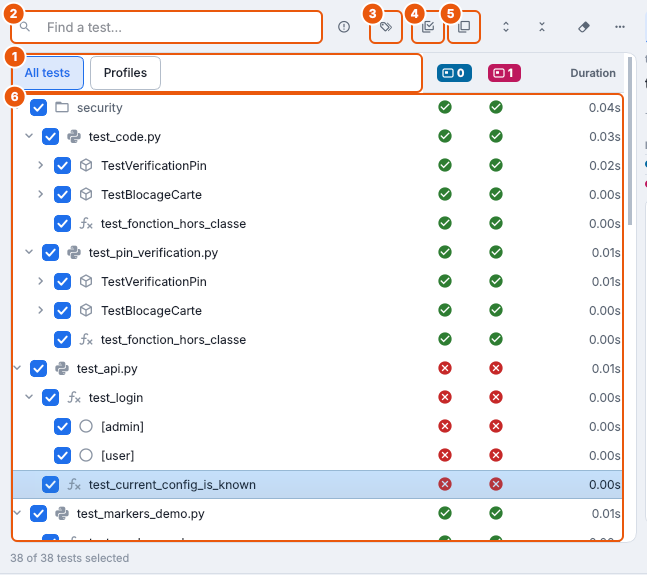 2 Find a test... 3 4 5
1 All tests Profiles 0 1 Duration
6 security 0.04s
test_code.py 0.03s
TestVerificationPin 0.02s
TestBlocageCarte 0.00s
test_fonction_hors_classe 0.00s
test_pin_verification.py 0.01s
TestVerificationPin 0.01s
TestBlocageCarte 0.00s
test_fonction_hors_classe 0.00s
test_api.py 0.01s
test_login 0.00s
[admin] 0.00s
[user] 0.00s
test_current_config_is_known 0.00s
test_markers_demo.py 0.01s
38 of 38 tests selected